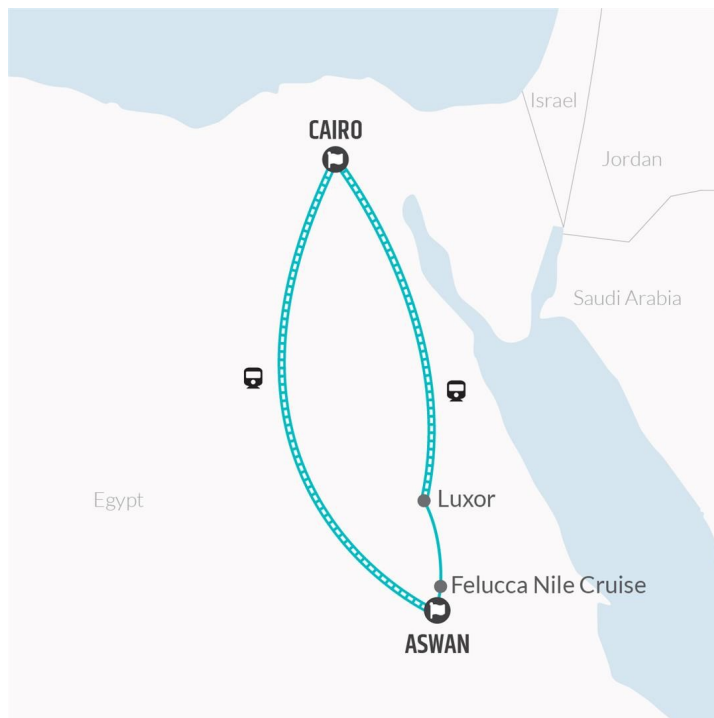 Israel
CAIRO
Jordan
Saudi Arabia
Egypt
Luxor
Felucca Nile Cruise
ASWAN